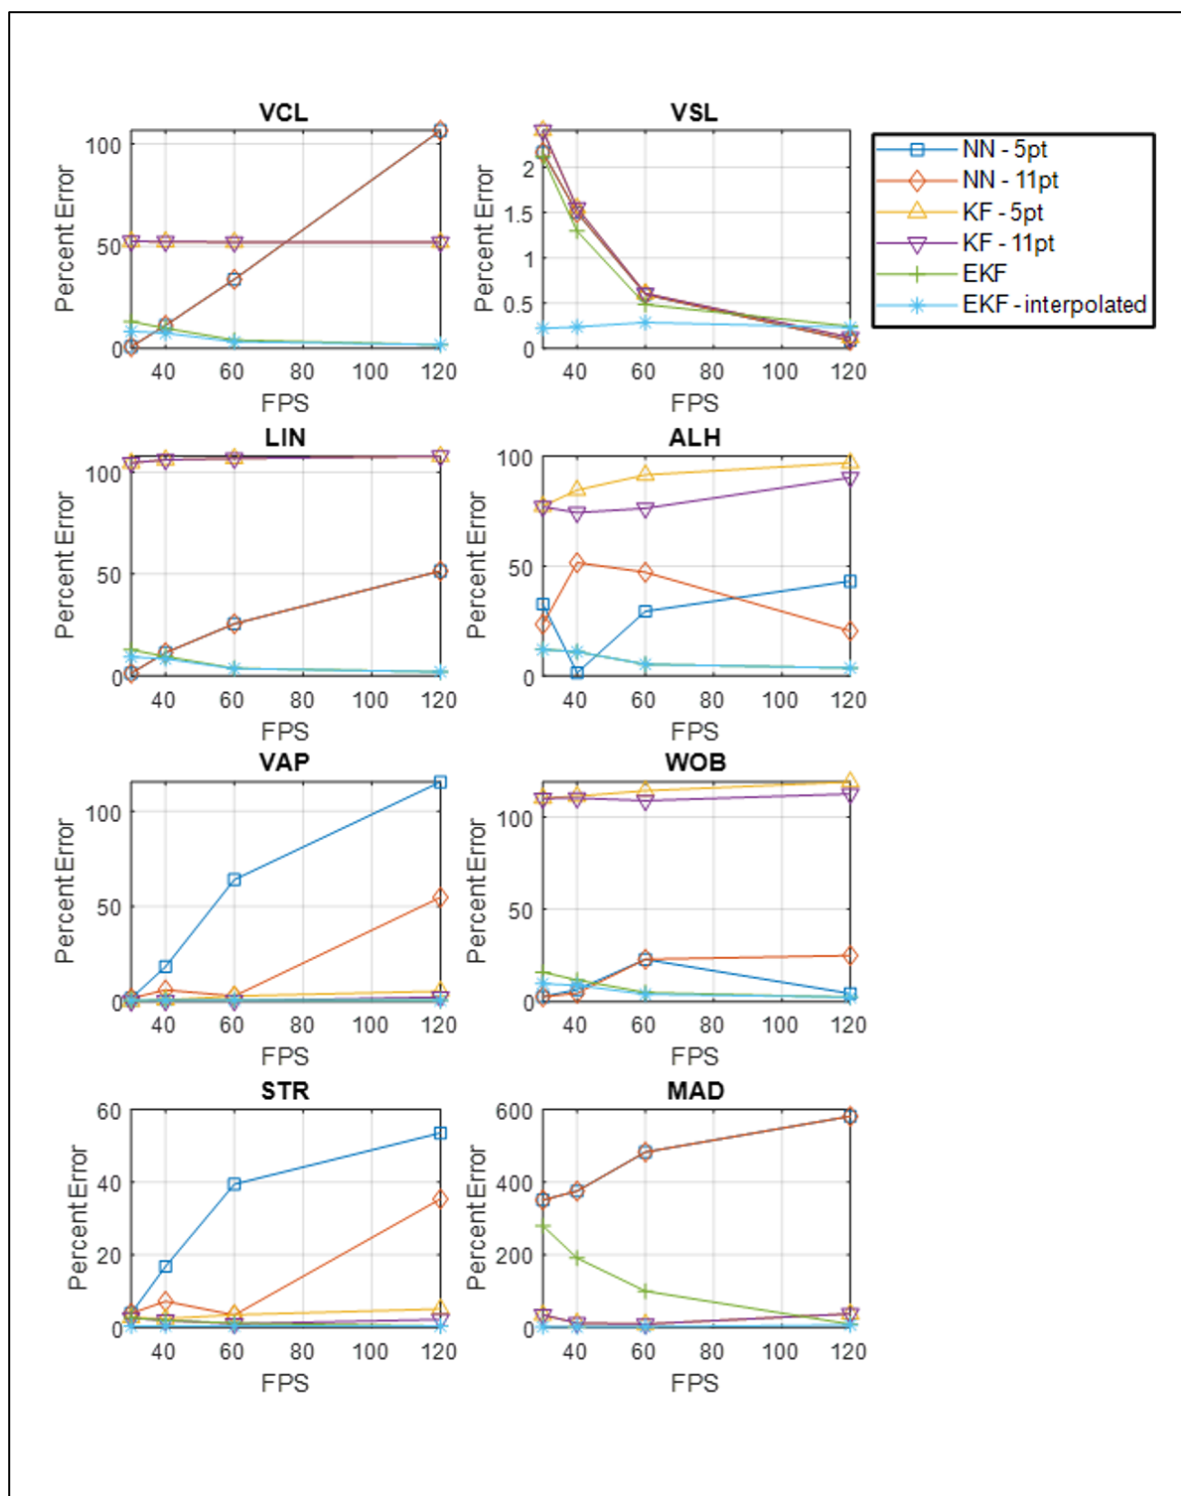 VCL
Percent Error
100
50
0
40 60 80 100 120
FPS
VSL
Percent Error
2
1.5
1
0.5
0
40 60 80 100 120
FPS
NN - 5pt
NN - 11pt
KF - 5pt
KF - 11pt
EKF
EKF - interpolated
LIN
Percent Error
100
50
0
40 60 80 100 120
FPS
ALH
Percent Error
100
50
0
40 60 80 100 120
FPS
VAP
Percent Error
100
50
0
40 60 80 100 120
FPS
WOB
Percent Error
100
50
0
40 60 80 100 120
FPS
STR
Percent Error
60
40
20
0
40 60 80 100 120
FPS
MAD
Percent Error
600
400
200
0
40 60 80 100 120
FPS